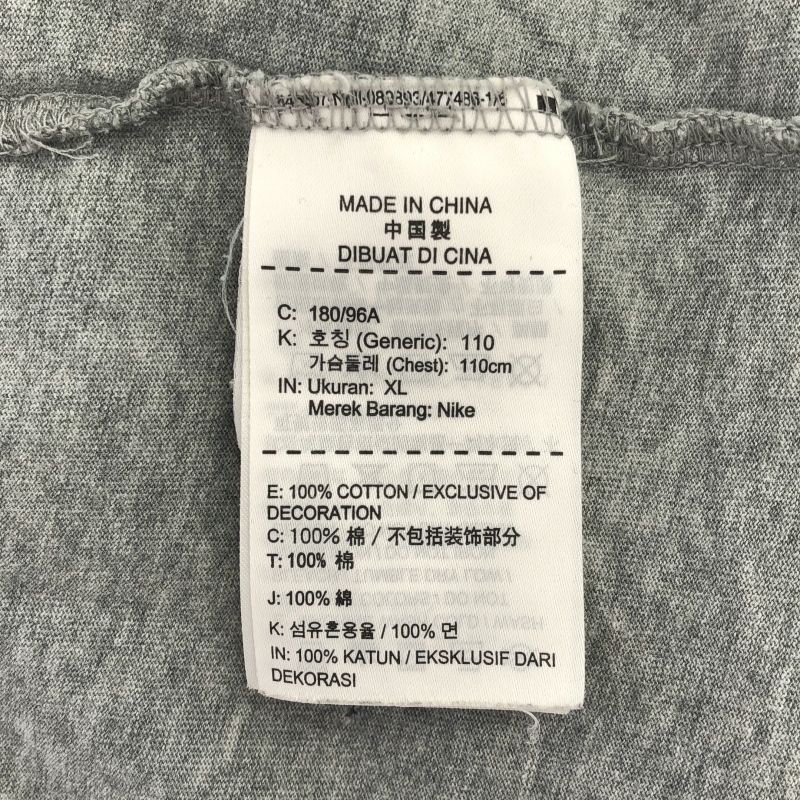 MADE IN CHINA
中国製
DIBUAT DI CINA
C: 180/96A
K: 호칭 (Generic): 110
가슴둘레 (Chest): 110cm
IN: Ukuran: XL
Merek Barang: Nike
E: 100% COTTON / EXCLUSIVE OF
DECORATION
C: 100% 棉 / 不包括装饰部分
T: 100% 棉
J: 100% 綿
K: 섬유혼용율 / 100% 면
IN: 100% KATUN / EKSKLUSIF DARI
DEKORASI